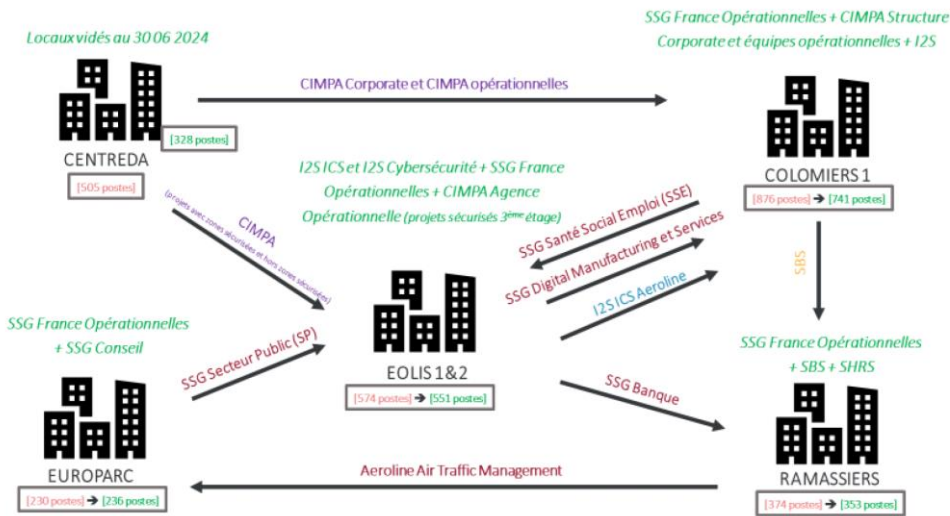 Locaux vidés au 30 06 2024
SSG France Opérationnelles + CIMPA Structure
Corporate et équipes opérationnelles + I2S
CIMPA Corporate et CIMPA opérationnelles
[328 postes]
CENTREDA
[505 postes]
I2S ICS et I2S Cybersécurité + SSG France
Opérationnelles + CIMPA Agence
Opérationnelle (projets sécurisés 3ème étage)
COLOMIERS 1
[876 postes] → [741 postes]
CIMPA
(projets avec zones sécurisées et hors zones sécurisées)
SSG Santé Social Emploi (SSE)
SSG Digital Manufacturing et Services
I2S ICS Aeroline
SBS
SSG France Opérationnelles
+ SSG Conseil
SSG Secteur Public (SP)
EOLIS 1&2
[574 postes] → [551 postes]
SSG France Opérationnelles
+ SBS + SHRS
SSG Banque
EUROPARC
[230 postes] → [236 postes]
Aeroline Air Traffic Management
RAMASSIERS
[374 postes] → [353 postes]